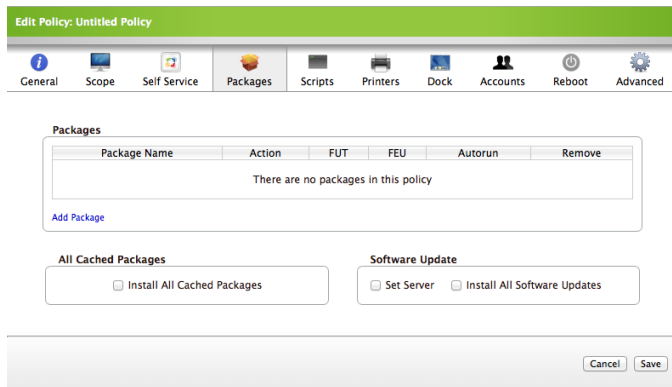 Edit Policy: Untitled Policy
General Scope Self Service Packages Scripts Printers Dock Accounts Reboot Advanced
Packages
Package Name Action FUT FEU Autorun Remove
There are no packages in this policy
Add Package
All Cached Packages Software Update
Install All Cached Packages Set Server Install All Software Updates
Cancel Save